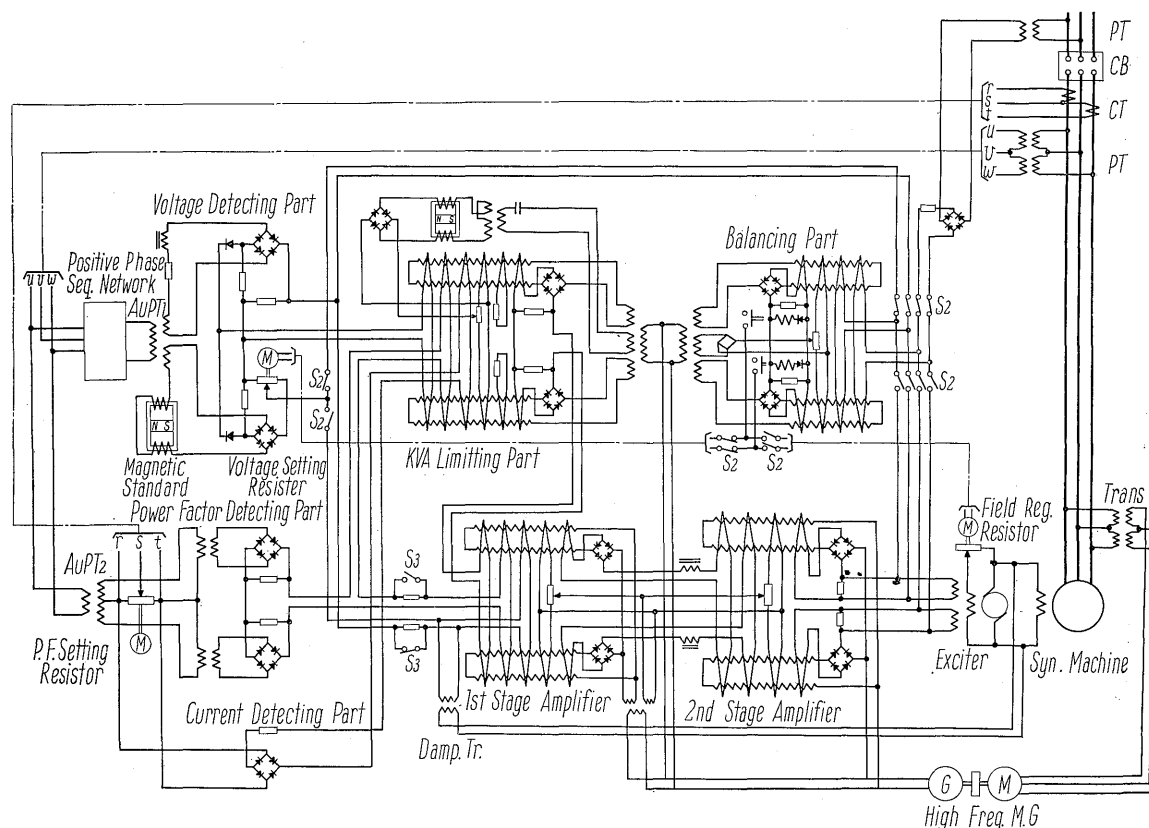 PT
CB
r
s
t
CT
u
v
w
PT
Voltage Detecting Part
Positive Phase
Seq. Network
u v w
AuPT1
Balancing Part
S2
S2
M
S2
S2
N S
N S
Magnetic
Standard
Voltage Setting
Resister
KVA Limitting Part
S2
S2
Power Factor Detecting Part
r s t
AuPT2
M
P.F. Setting
Resistor
S3
S3
Field Reg.
Resistor
M
Trans
Exciter
Syn. Machine
1st Stage Amplifier
2nd Stage Amplifier
Current Detecting Part
Damp. Tr.
G
M
High Freq. M.G